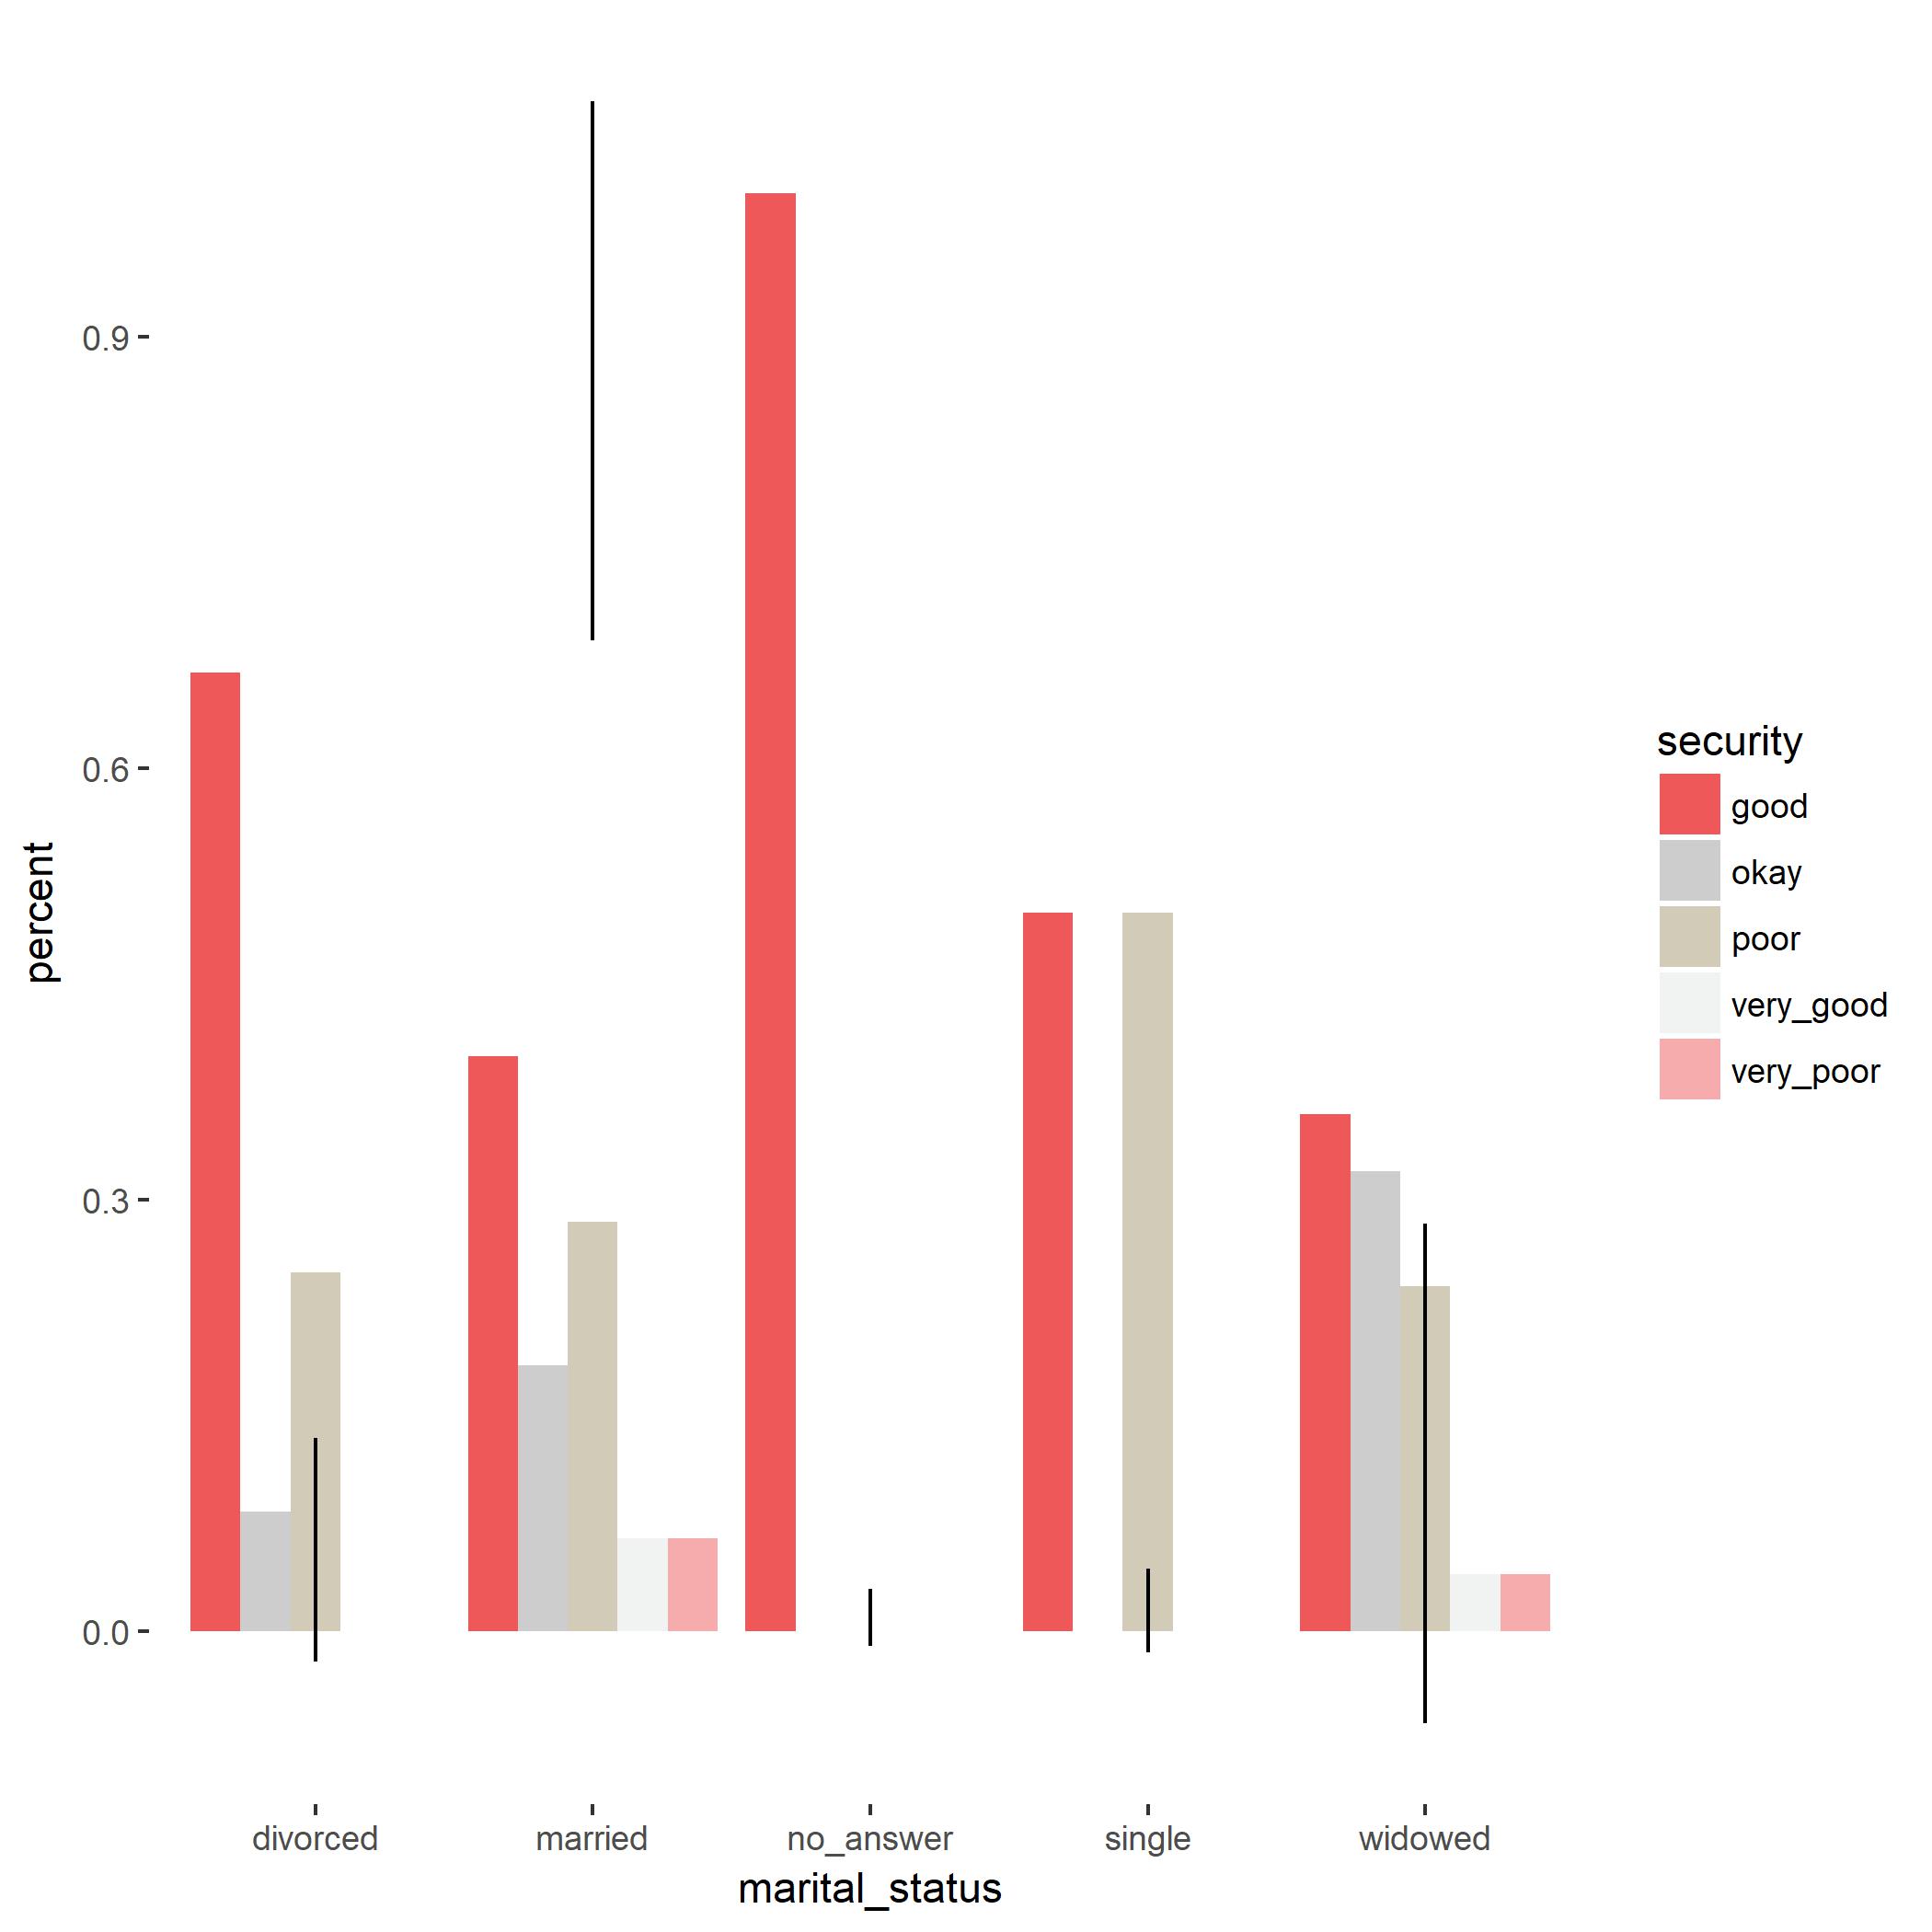 0.9
0.6
0.3
0.0
percent
divorced
married
no_answer
single
widowed
marital_status
security
good
okay
poor
very_good
very_poor